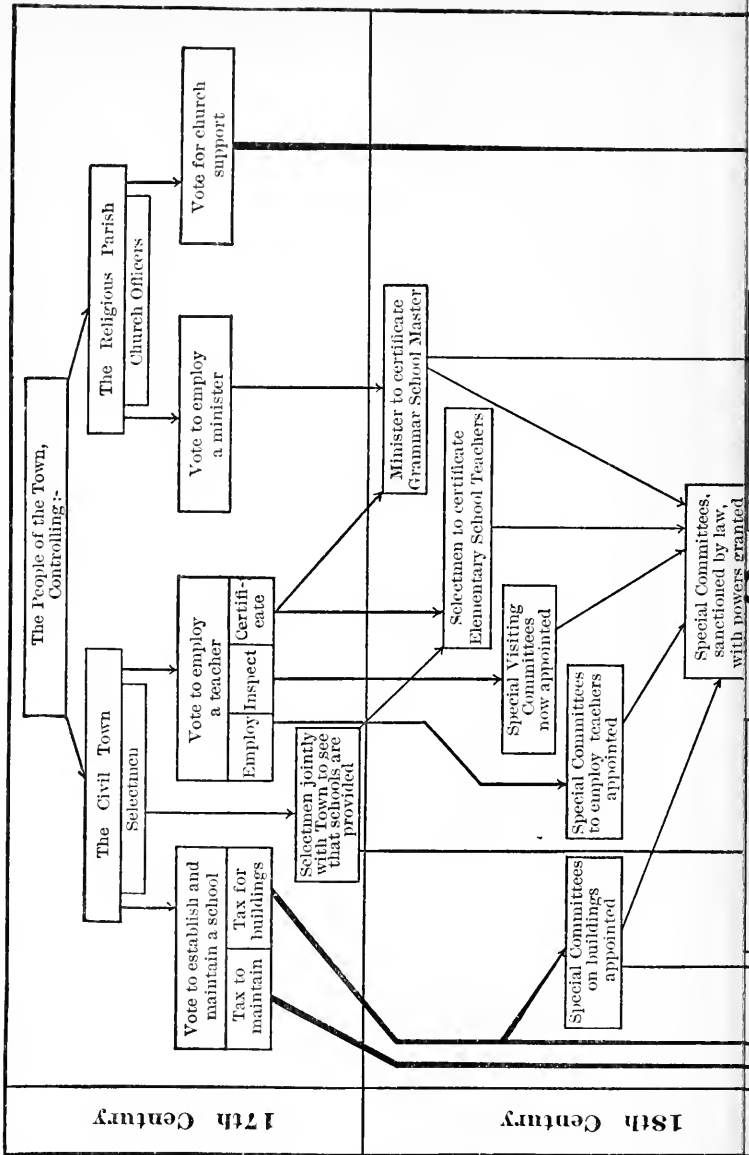 The People of the Town,
Controlling:-
The Civil Town
Selectmen
The Religious Parish
Church Officers
Vote to establish and
maintain a school
Tax to
maintain
Tax for
buildings
Vote to employ
a teacher
Employ
Inspect
Certifi-
cate
Vote to employ
a minister
Vote for church
support
Selectmen jointly
with Town to see
that schools are
provided
17th Century
Minister to certificate
Grammar School Master
Selectmen to certificate
Elementary School Teachers
Special Visiting
Committees
now appointed
Special Committees
to employ teachers
appointed
Special Committees
on buildings
appointed
Special Committees,
sanctioned by law,
with powers granted
18th Century